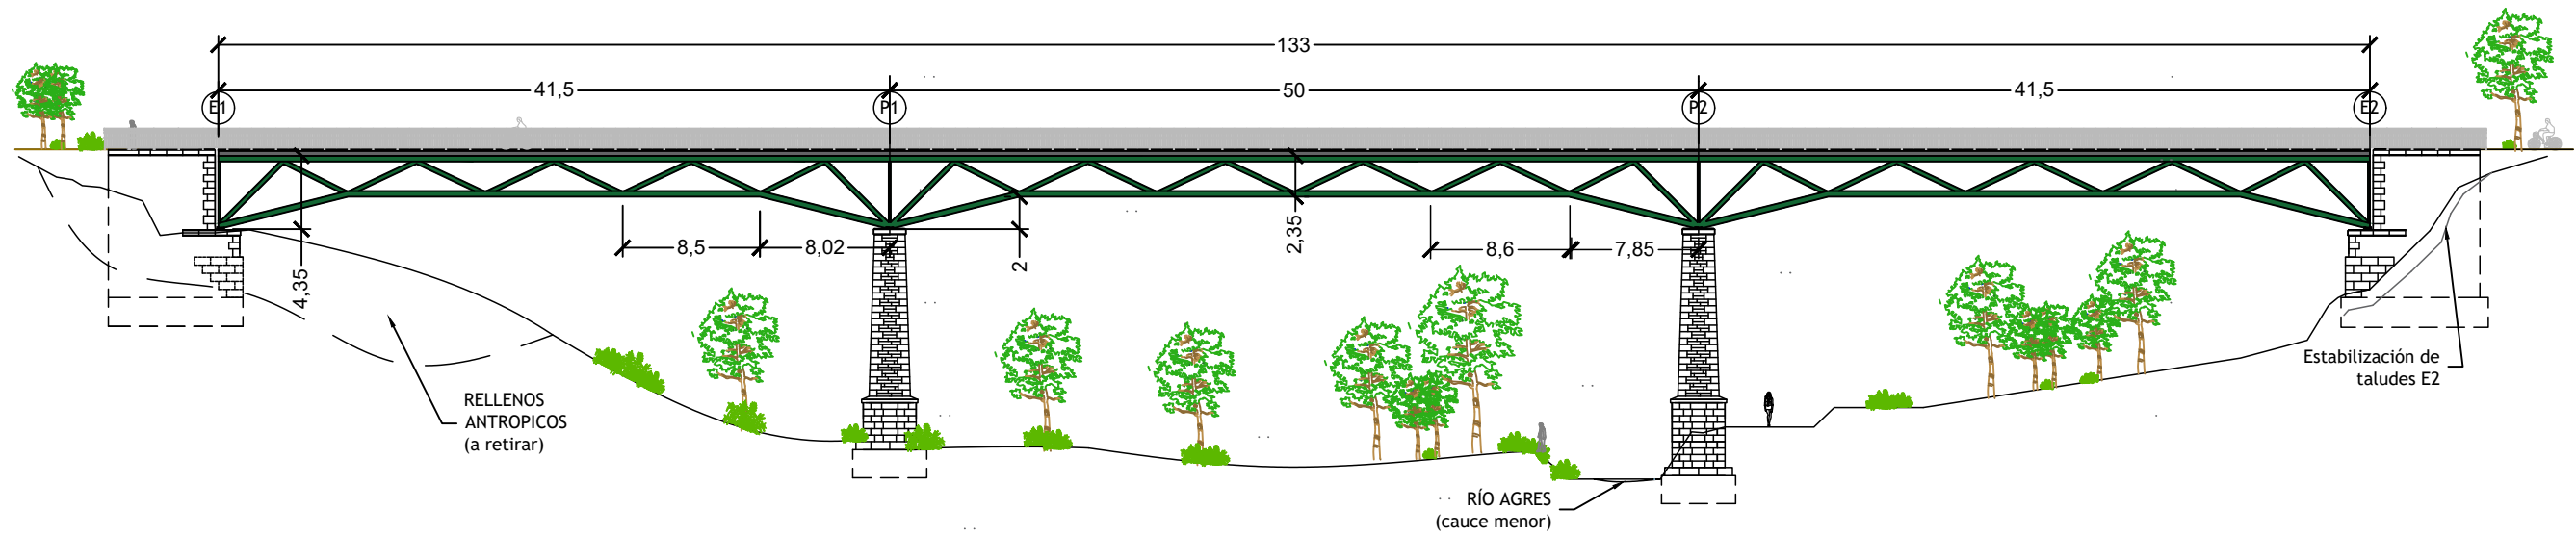 133
41,5
50
41,5
E1
P1
P2
E2
8,5
8,02
2
2,35
8,6
7,85
4,35
RELLENOS
ANTROPICOS
(a retirar)
Estabilización de
taludes E2
RÍO AGRES
(cauce menor)